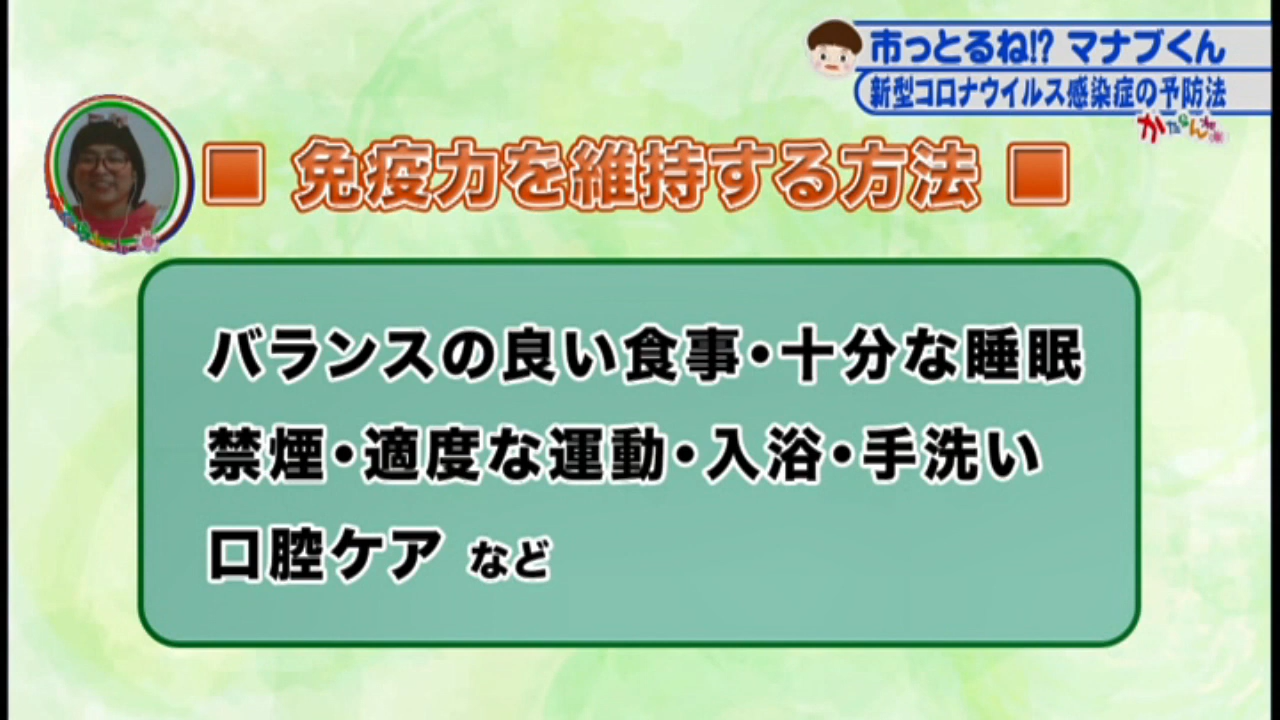 市っとるね!? マナブくん
新型コロナウイルス感染症の予防法
■ 免疫力を維持する方法 ■
バランスの良い食事・十分な睡眠
禁煙・適度な運動・入浴・手洗い
口腔ケア など